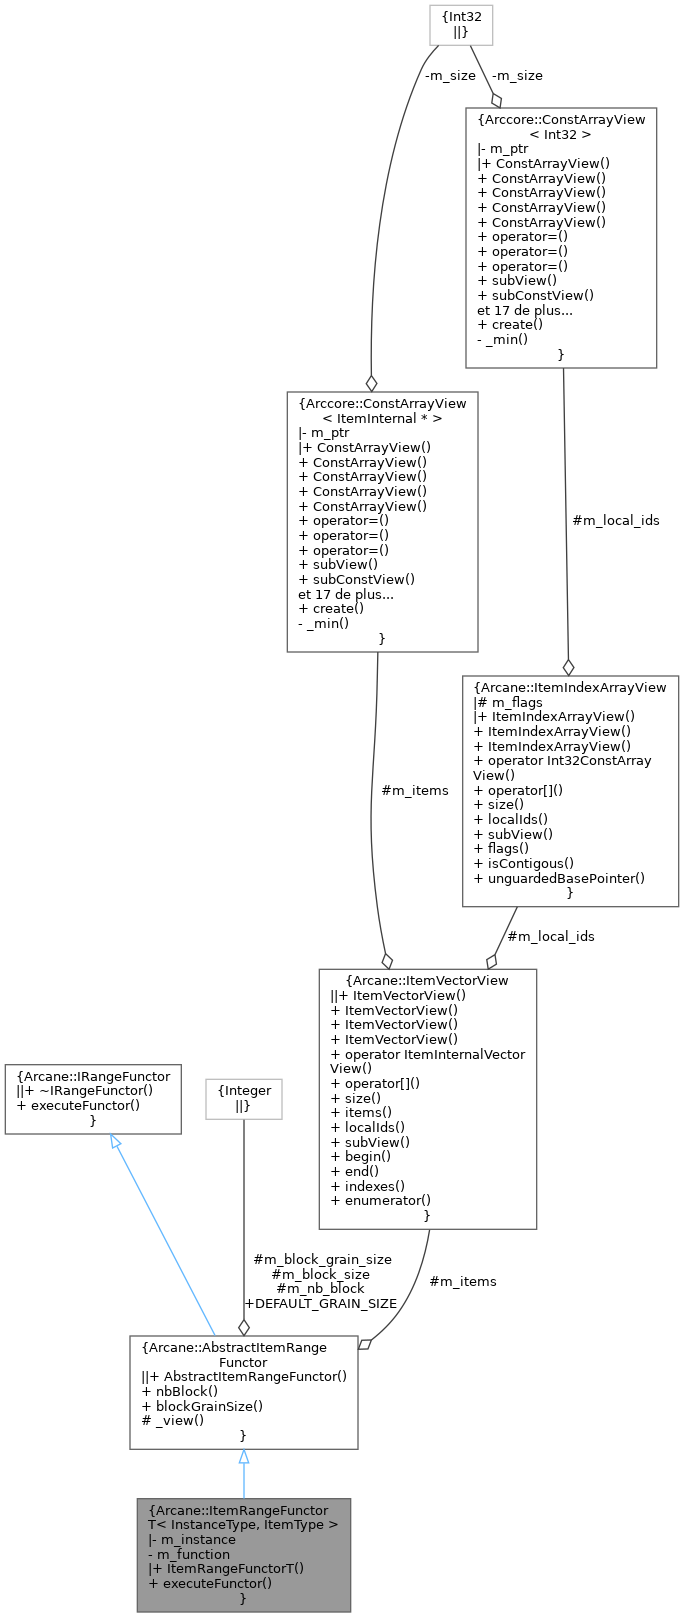 {Int32
||}
-m_size
-m_size
{Arccore::ConstArrayView
< Int32 >
|- m_ptr
|+ ConstArrayView()
+ ConstArrayView()
+ ConstArrayView()
+ ConstArrayView()
+ ConstArrayView()
+ operator=()
+ operator=()
+ operator=()
+ subView()
+ subConstView()
et 17 de plus...
+ create()
- _min()
}
{Arccore::ConstArrayView
< ItemInternal * >
|- m_ptr
|+ ConstArrayView()
+ ConstArrayView()
+ ConstArrayView()
+ ConstArrayView()
+ ConstArrayView()
+ operator=()
+ operator=()
+ operator=()
+ subView()
+ subConstView()
et 17 de plus...
+ create()
- _min()
}
#m_local_ids
{Arcane::ItemIndexArrayView
|# m_flags
|+ ItemIndexArrayView()
+ ItemIndexArrayView()
+ ItemIndexArrayView()
+ operator Int32ConstArray
View()
+ operator[]()
+ size()
+ localIds()
+ subView()
+ flags()
+ isContigous()
+ unguardedBasePointer()
}
#m_items
#m_local_ids
{Arcane::ItemVectorView
||+ ItemVectorView()
+ ItemVectorView()
+ ItemVectorView()
+ ItemVectorView()
+ operator ItemInternalVector
View()
+ operator[]()
+ size()
+ items()
+ localIds()
+ subView()
+ begin()
+ end()
+ indexes()
+ enumerator()
}
{Arcane::IRangeFunctor
||+ ~IRangeFunctor()
+ executeFunctor()
}
{Integer
||}
#m_block_grain_size
#m_block_size
#m_nb_block
+DEFAULT_GRAIN_SIZE
#m_items
{Arcane::AbstractItemRange
Functor
||+ AbstractItemRangeFunctor()
+ nbBlock()
+ blockGrainSize()
# _view()
}
{Arcane::ItemRangeFunctor
T< InstanceType, ItemType >
|- m_instance
- m_function
|+ ItemRangeFunctorT()
+ executeFunctor()
}